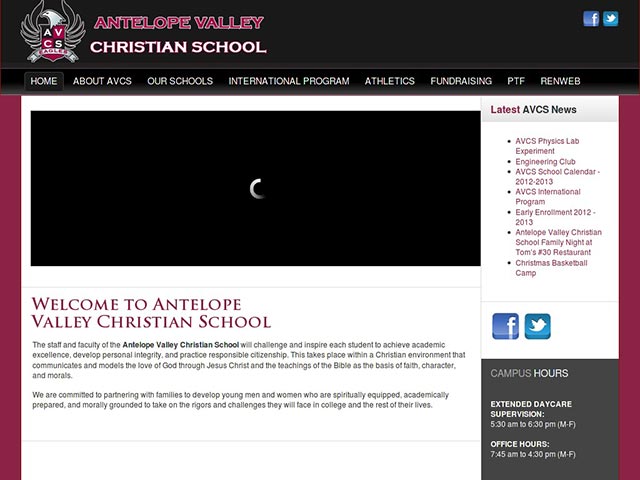 AVCS
EAGLES
ANTELOPE VALLEY
CHRISTIAN SCHOOL
HOME ABOUT AVCS OUR SCHOOLS INTERNATIONAL PROGRAM ATHLETICS FUNDRAISING PTF RENWEB
Latest AVCS News
AVCS Physics Lab
Experiment
Engineering Club
AVCS School Calendar -
2012-2013
AVCS International
Program
Early Enrollment 2012 -
2013
Antelope Valley Christian
School Family Night at
Tom's #30 Restaurant
Christmas Basketball
Camp
Welcome to Antelope
Valley Christian School
The staff and faculty of the Antelope Valley Christian School will challenge and inspire each student to achieve academic
excellence, develop personal integrity, and practice responsible citizenship. This takes place within a Christian environment that
communicates and models the love of God through Jesus Christ and the teachings of the Bible as the basis of faith, character,
and morals.
We are committed to partnering with families to develop young men and women who are spiritually equipped, academically
prepared, and morally grounded to take on the rigors and challenges they will face in college and the rest of their lives.
CAMPUS HOURS
EXTENDED DAYCARE
SUPERVISION:
5:30 am to 6:30 pm (M-F)
OFFICE HOURS:
7:45 am to 4:30 pm (M-F)